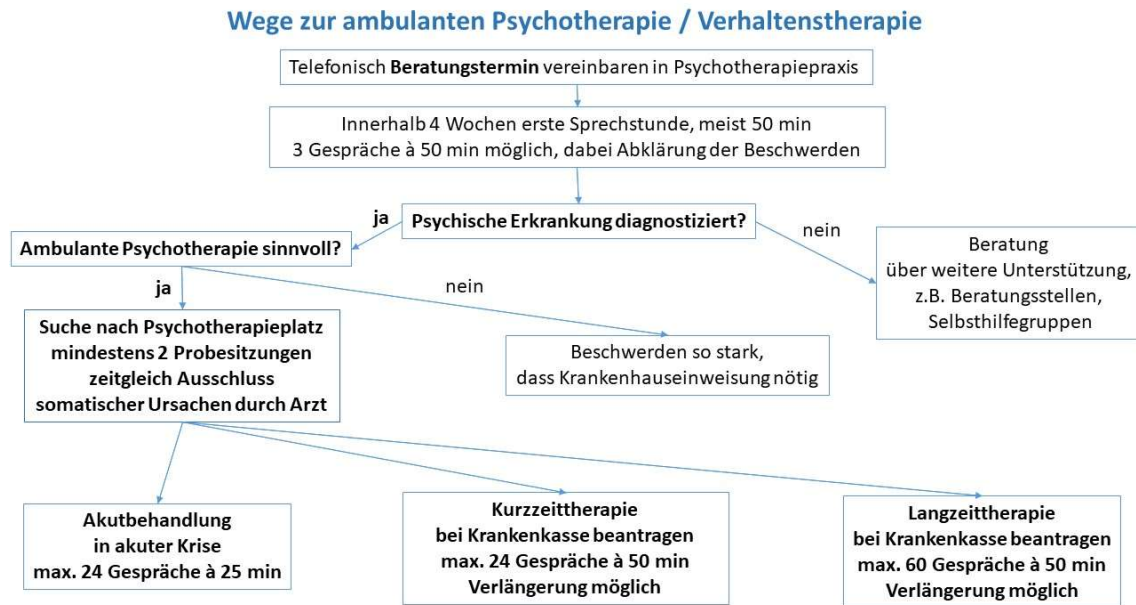 Wege zur ambulanten Psychotherapie / Verhaltenstherapie
Telefonisch Beratungstermin vereinbaren in Psychotherapiepraxis
Innerhalb 4 Wochen erste Sprechstunde, meist 50 min
3 Gespräche à 50 min möglich, dabei Abklärung der Beschwerden
ja
Psychische Erkrankung diagnostiziert?
nein
Ambulante Psychotherapie sinnvoll?
Beratung
über weitere Unterstützung,
z.B. Beratungsstellen,
Selbsthilfegruppen
ja
nein
Suche nach Psychotherapieplatz
mindestens 2 Probesitzungen
zeitgleich Ausschluss
somatischer Ursachen durch Arzt
Beschwerden so stark,
dass Krankenhauseinweisung nötig
Akutbehandlung
in akuter Krise
max. 24 Gespräche à 25 min
Kurzzeittherapie
bei Krankenkasse beantragen
max. 24 Gespräche à 50 min
Verlängerung möglich
Langzeittherapie
bei Krankenkasse beantragen
max. 60 Gespräche à 50 min
Verlängerung möglich